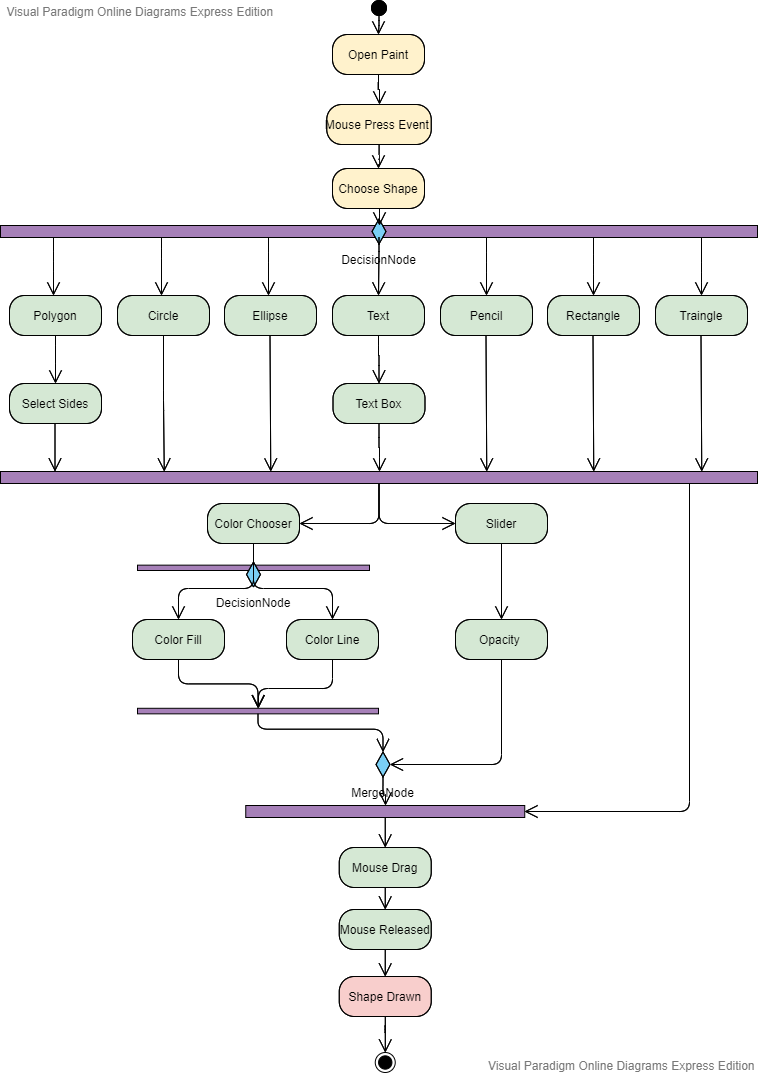 Visual Paradigm Online Diagrams Express Edition
Open Paint
Mouse Press Event
Choose Shape
DecisionNode
Polygon
Circle
Ellipse
Text
Pencil
Rectangle
Traingle
Select Sides
Text Box
Color Chooser
Slider
DecisionNode
Color Fill
Color Line
Opacity
MergeNode
Mouse Drag
Mouse Released
Shape Drawn
Visual Paradigm Online Diagrams Express Edition